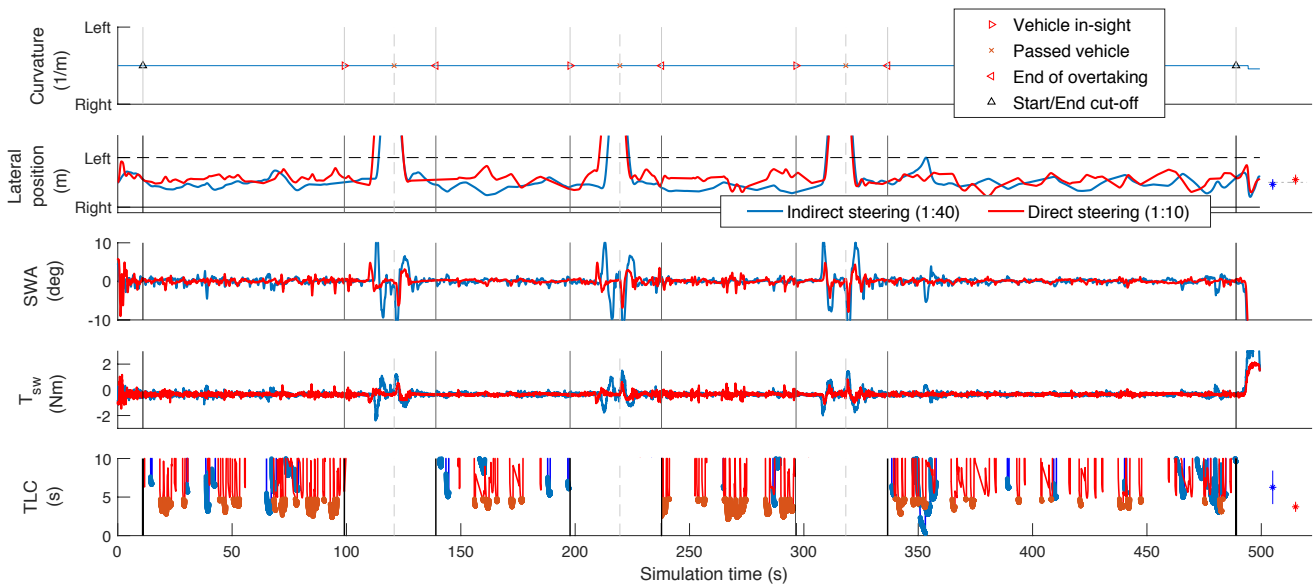 Left
Curvature
(1/m)
Right
Vehicle in-sight
Passed vehicle
End of overtaking
Start/End cut-off
Left
Lateral
position
(m)
Right
Indirect steering (1:40)
Direct steering (1:10)
10
SWA
(deg)
0
-10
2
T sw
(Nm)
0
-2
10
TLC
(s)
5
0
0 50 100 150 200 250 300 350 400 450 500
Simulation time (s)